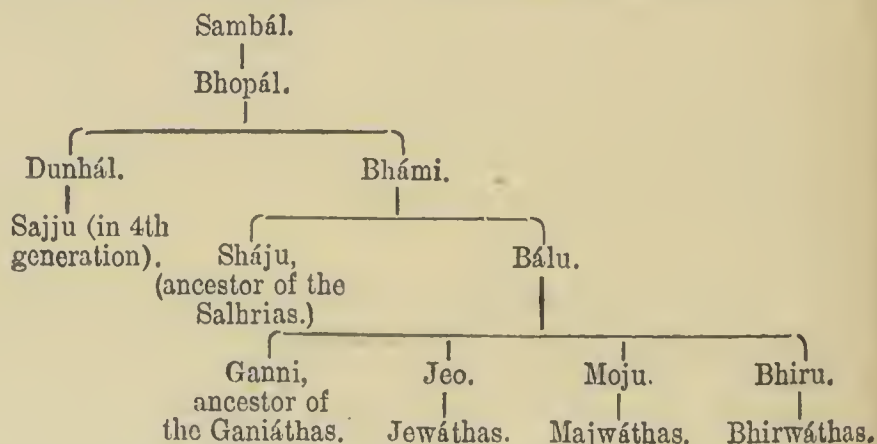 Sambál.
Bhopál.
Dunhál. Bhámi.
Sajju (in 4th
generation). Sháju, Bálu.
(ancestor of the
Salhrias.)
Ganni, Jeo. Moju. Bhiru.
ancestor of
the Ganiáthas. Jewáthas. Majwáthas. Bhirwáthas.